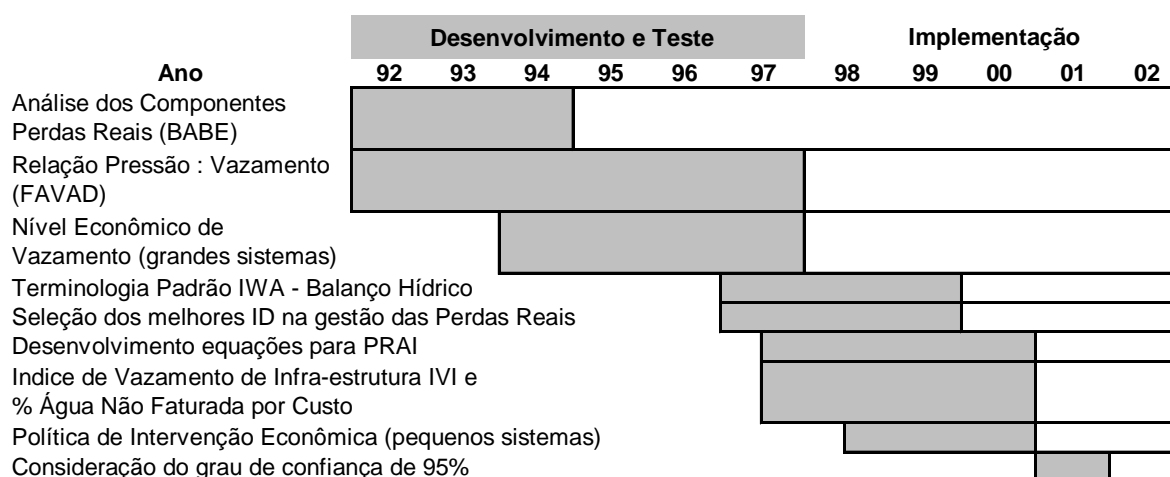 Desenvolvimento e Teste Implementação
Ano 92 93 94 95 96 97 98 99 00 01 02
Análise dos Componentes
Perdas Reais (BABE)
Relação Pressão : Vazamento
(FAVAD)
Nível Econômico de
Vazamento (grandes sistemas)
Terminologia Padrão IWA - Balanço Hídrico
Seleção dos melhores ID na gestão das Perdas Reais
Desenvolvimento equações para PRAI
Indice de Vazamento de Infra-estrutura IVI e
% Água Não Faturada por Custo
Política de Intervenção Econômica (pequenos sistemas)
Consideração do grau de confiança de 95%